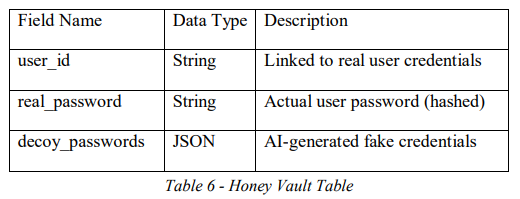 Field Name Data Type Description
user_id String Linked to real user credentials
real_password String Actual user password (hashed)
decoy_passwords JSON AI-generated fake credentials
Table 6 - Honey Vault Table